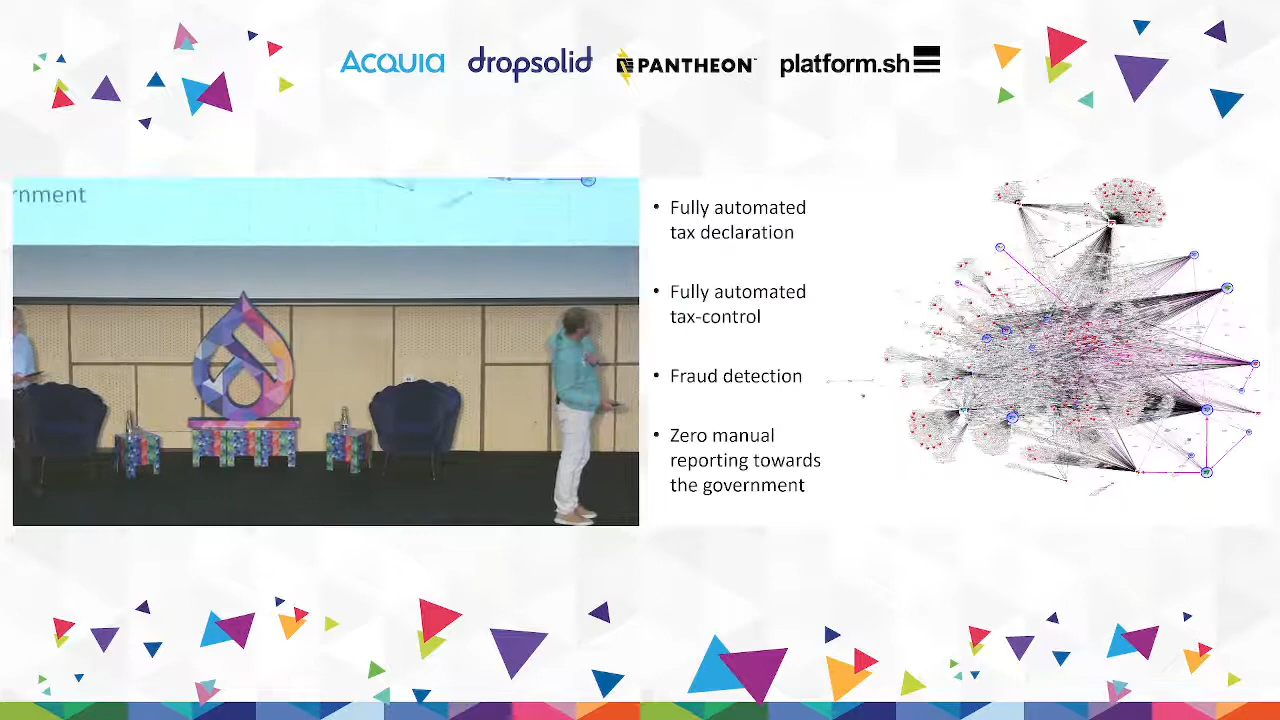 ACQUIA dropsolid PANTHEON platform.sh
rnment
• Fully automated
tax declaration
• Fully automated
tax-control
• Fraud detection
• Zero manual
reporting towards
the government